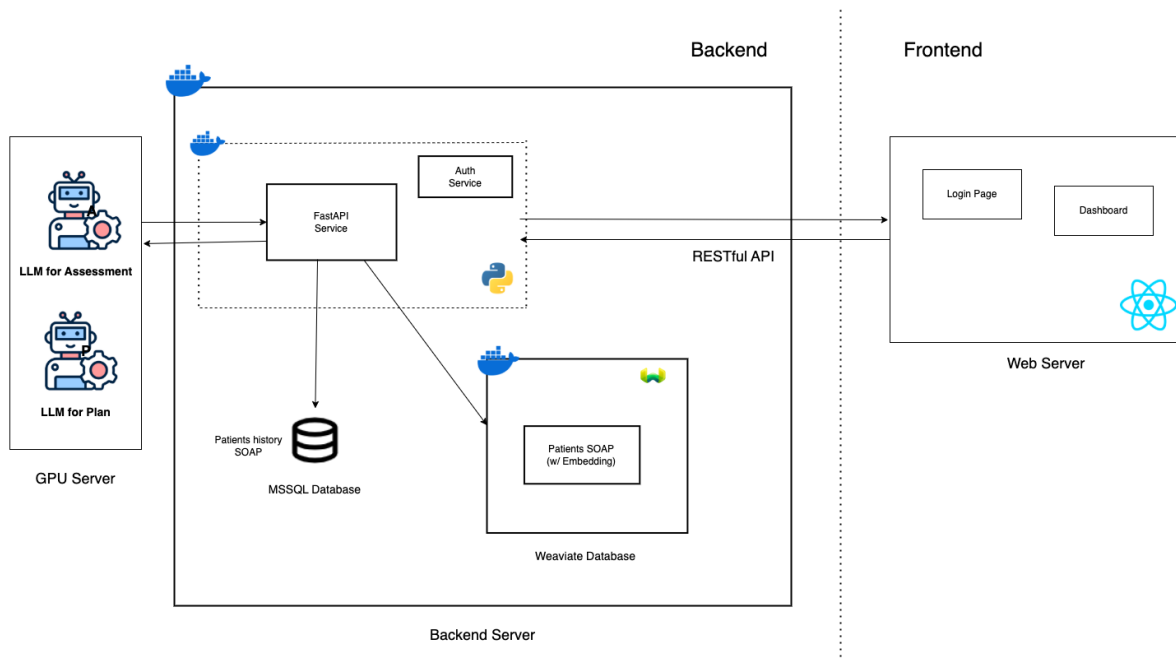 Backend
Frontend
Auth
Service
FastAPI
Service
Login Page
Dashboard
A
LLM for Assessment
RESTful API
P
LLM for Plan
Web Server
Patients history
SOAP
Patients SOAP
(w/ Embedding)
GPU Server
MSSQL Database
Weaviate Database
Backend Server